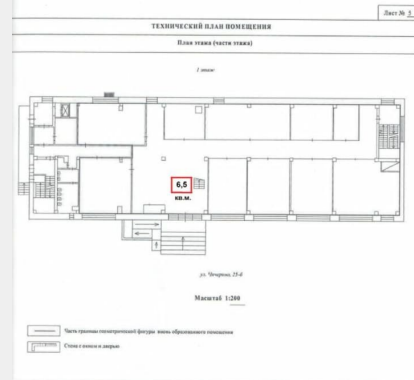 Лист № 3
ТЕХНИЧЕСКИЙ ПЛАН ПОМЕЩЕНИЯ
План этажа (части этажа)
1 этаж
6,5
кв.м.
ул. Чичерина, 25-б
Масштаб 1:200
Часть границы геометрической фигуры вновь образованного помещения
Стена с окном и дверью